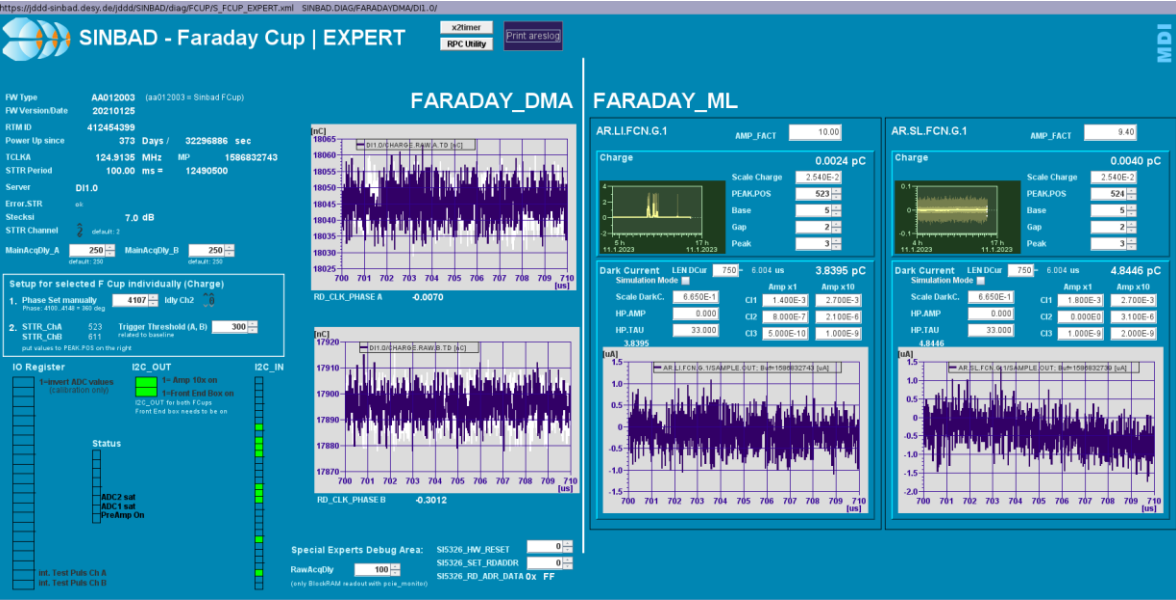 https://jddd-sinbad.desy.de/jddd/SINBAD/diag/FCUP/S_FCUP_EXPERT.xml SINBAD.DIAG/FARADAYDMA/DI1.0/
SINBAD - Faraday Cup | EXPERT
x2timer
RPC Utility
Print areslog
MDI
FW Type AA012003 (aa012003 = Sinbad FCup)
FW Version/Date 20210125
RTM ID 412454399
Power Up since 373 Days / 32296886 sec
TCLKA 124.9135 MHz MP 1586832743
STTR Period 100.00 ms = 12490500
Server DI1.0
Error.STR
Stecksi 7.0 dB
STTR Channel 2 default: 2
MainAcqDly_A 250 MainAcqDly_B 250
default: 250 default: 250
Setup for selected F Cup individually (Charge)
1. Phase Set manually 4107 Idly Ch2 0
Phase: 4100..4148 = 360 deg
2. STTR_ChA 523 Trigger Threshold (A, B) 300
STTR_ChB 611 related to baseline
put values to PEAK.POS on the right
IO Register I2C_OUT I2C_IN
1=invert ADC values
(calibration only)
1= Amp 10x on
1=Front End Box on
I2C_OUT for both FCups
Front End box needs to be on
Status
ADC2 sat
ADC1 sat
PreAmp On
int. Test Puls Ch A
int. Test Puls Ch B
FARADAY_DMA
[nC]
DI1.0/CHARGE.RAW.A.TD [nC]
18065
18060
18055
18050
18045
18040
18035
18030
18025
700 701 702 703 704 705 706 707 708 709 710
[us]
RD_CLK_PHASE A -0.0070
[nC]
DI1.0/CHARGE.RAW.B.TD [nC]
17920
17910
17900
17890
17880
17870
700 701 702 703 704 705 706 707 708 709 710
[us]
RD_CLK_PHASE B -0.3012
Special Experts Debug Area:
RawAcqDly 100
(only BlockRAM readout with pcie_monitor)
SI5326_HW_RESET 0
SI5326_SET_RDADDR 0
SI5326_RD_ADR_DATA 0x FF
FARADAY_ML
AR.LI.FCN.G.1 AMP_FACT 10.00
Charge 0.0024 pC
Scale Charge 2.540E-2
PEAK.POS 523
Base 5
Gap 2
Peak 3
4
2
0
-2
5 h 17 h
11.1.2023 11.1.2023
Dark Current LEN DCur 750 - 6.004 us 3.8395 pC
Simulation Mode
Amp x1 Amp x10
Scale DarkC. 6.650E-1 CI1 1.400E-3 2.700E-3
HP.AMP 0.000 CI2 8.000E-7 2.100E-6
HP.TAU 33.000 CI3 5.000E-10 1.000E-9
3.8395
[uA]
AR.LI.FCN.G.1/SAMPLE.OUT; Buf=1586832743 [uA]
1.5
1.0
0.5
0
-0.5
-1.0
-1.5
700 701 702 703 704 705 706 707 708 709 710
[us]
AR.SL.FCN.G.1 AMP_FACT 9.40
Charge 0.0040 pC
Scale Charge 2.540E-2
PEAK.POS 524
Base 5
Gap 2
Peak 3
0.1
0
-0.1
4 h 17 h
11.1.2023 11.1.2023
Dark Current LEN DCur 750 - 6.004 us 4.8446 pC
Simulation Mode
Amp x1 Amp x10
Scale DarkC. 6.650E-1 CI1 1.800E-3 2.700E-3
HP.AMP 0.000 CI2 0.000E0 3.100E-6
HP.TAU 33.000 CI3 1.000E-9 2.000E-9
4.8446
[uA]
AR.SL.FCN.G.1/SAMPLE.OUT; Buf=1586832730 [uA]
1.5
1.0
0.5
0
-0.5
-1.0
-1.5
-2.0
700 701 702 703 704 705 706 707 708 709 710
[us]